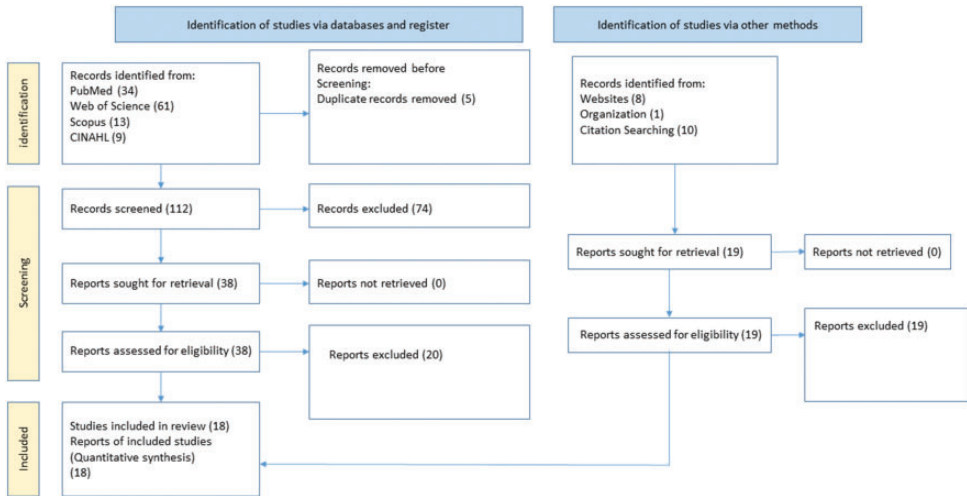 Identification of studies via databases and register
Identification of studies via other methods
identification
Records identified from:
PubMed (34)
Web of Science (61)
Scopus (13)
CINAHL (9)
Records removed before
Screening:
Duplicate records removed (5)
Records identified from:
Websites (8)
Organization (1)
Citation Searching (10)
Screening
Records screened (112)
Records excluded (74)
Reports sought for retrieval (38)
Reports not retrieved (0)
Reports sought for retrieval (19)
Reports not retrieved (0)
Reports assessed for eligibility (38)
Reports excluded (20)
Reports assessed for eligibility (19)
Reports excluded (19)
Included
Studies included in review (18)
Reports of included studies
(Quantitative synthesis)
(18)